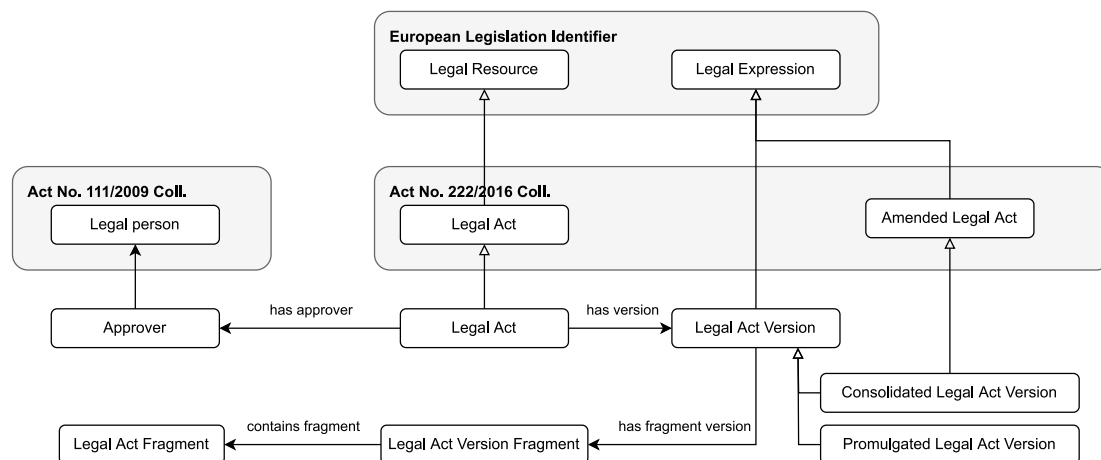 European Legislation Identifier
Legal Resource
Legal Expression
Act No. 111/2009 Coll.
Legal person
Act No. 222/2016 Coll.
Legal Act
Amended Legal Act
has approver
has version
Approver
Legal Act
Legal Act Version
Consolidated Legal Act Version
contains fragment
has fragment version
Legal Act Fragment
Legal Act Version Fragment
Promulgated Legal Act Version